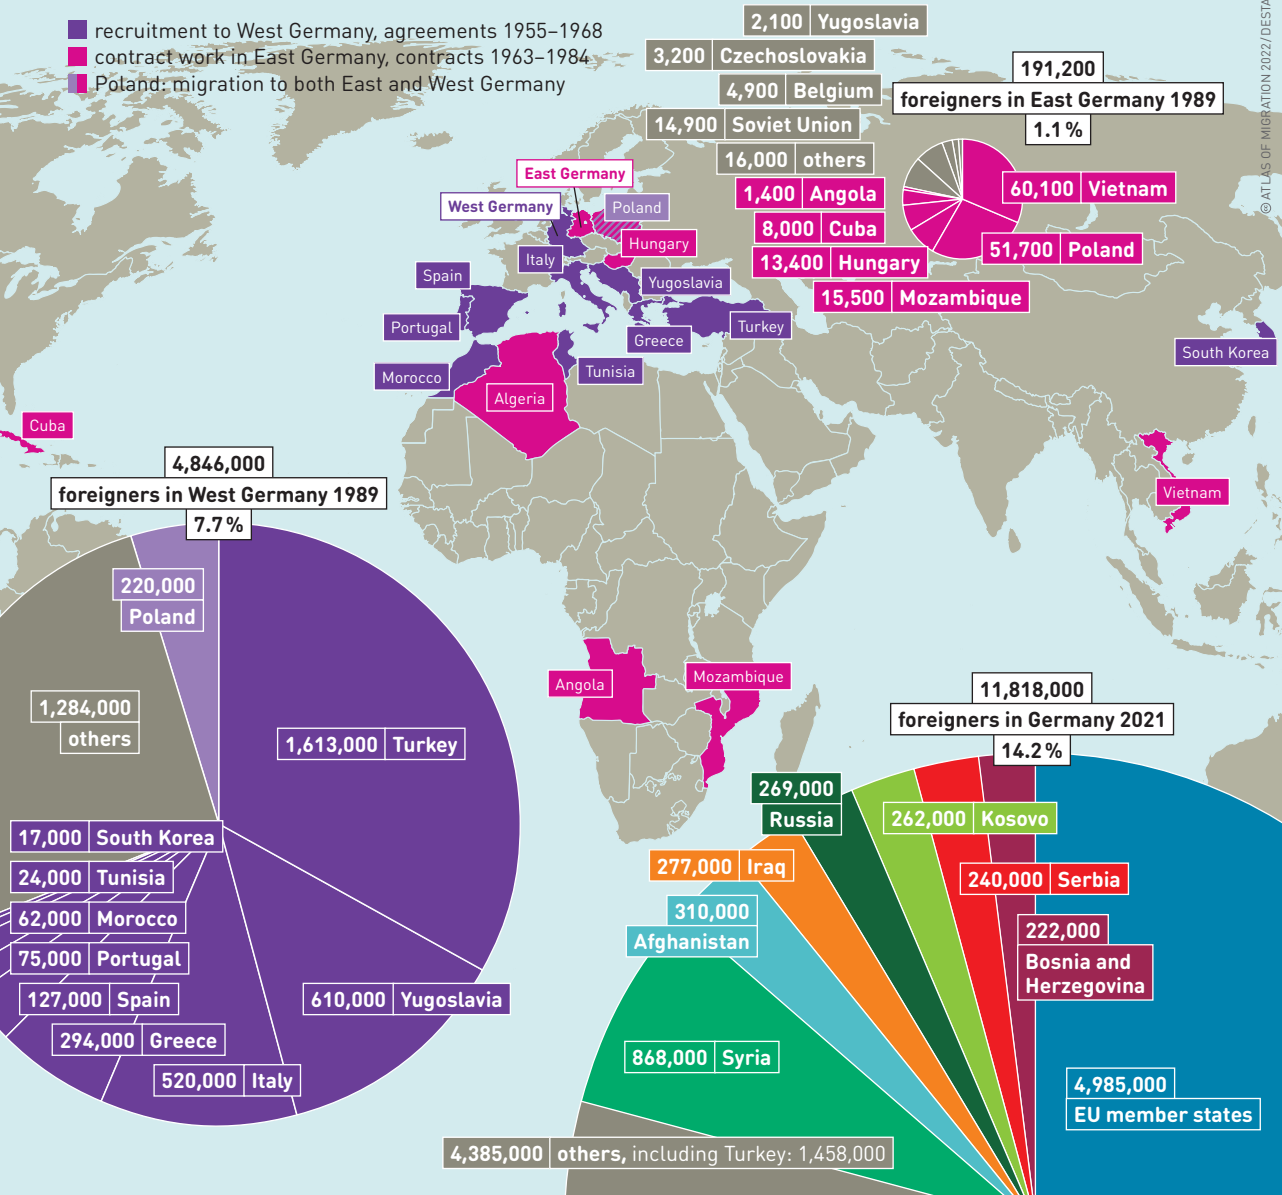 recruitment to West Germany, agreements 1955–1968
contract work in East Germany, contracts 1963–1984
Poland: migration to both East and West Germany
2,100 Yugoslavia
3,200 Czechoslovakia
4,900 Belgium
14,900 Soviet Union
16,000 others
1,400 Angola
8,000 Cuba
13,400 Hungary
15,500 Mozambique
191,200
foreigners in East Germany 1989
1.1 %
60,100 Vietnam
51,700 Poland
© ATLAS OF MIGRATION 2022/DESTA
East Germany
West Germany
Poland
Hungary
Italy
Spain
Yugoslavia
Portugal
Greece
Turkey
Morocco
Tunisia
Algeria
South Korea
Cuba
Vietnam
Angola
Mozambique
4,846,000
foreigners in West Germany 1989
7.7 %
220,000
Poland
1,284,000
others
1,613,000 Turkey
17,000 South Korea
24,000 Tunisia
62,000 Morocco
75,000 Portugal
127,000 Spain
294,000 Greece
520,000 Italy
610,000 Yugoslavia
11,818,000
foreigners in Germany 2021
14.2 %
269,000
Russia
262,000 Kosovo
277,000 Iraq
240,000 Serbia
310,000
Afghanistan
222,000
Bosnia and
Herzegovina
868,000 Syria
4,985,000
EU member states
4,385,000 others, including Turkey: 1,458,000